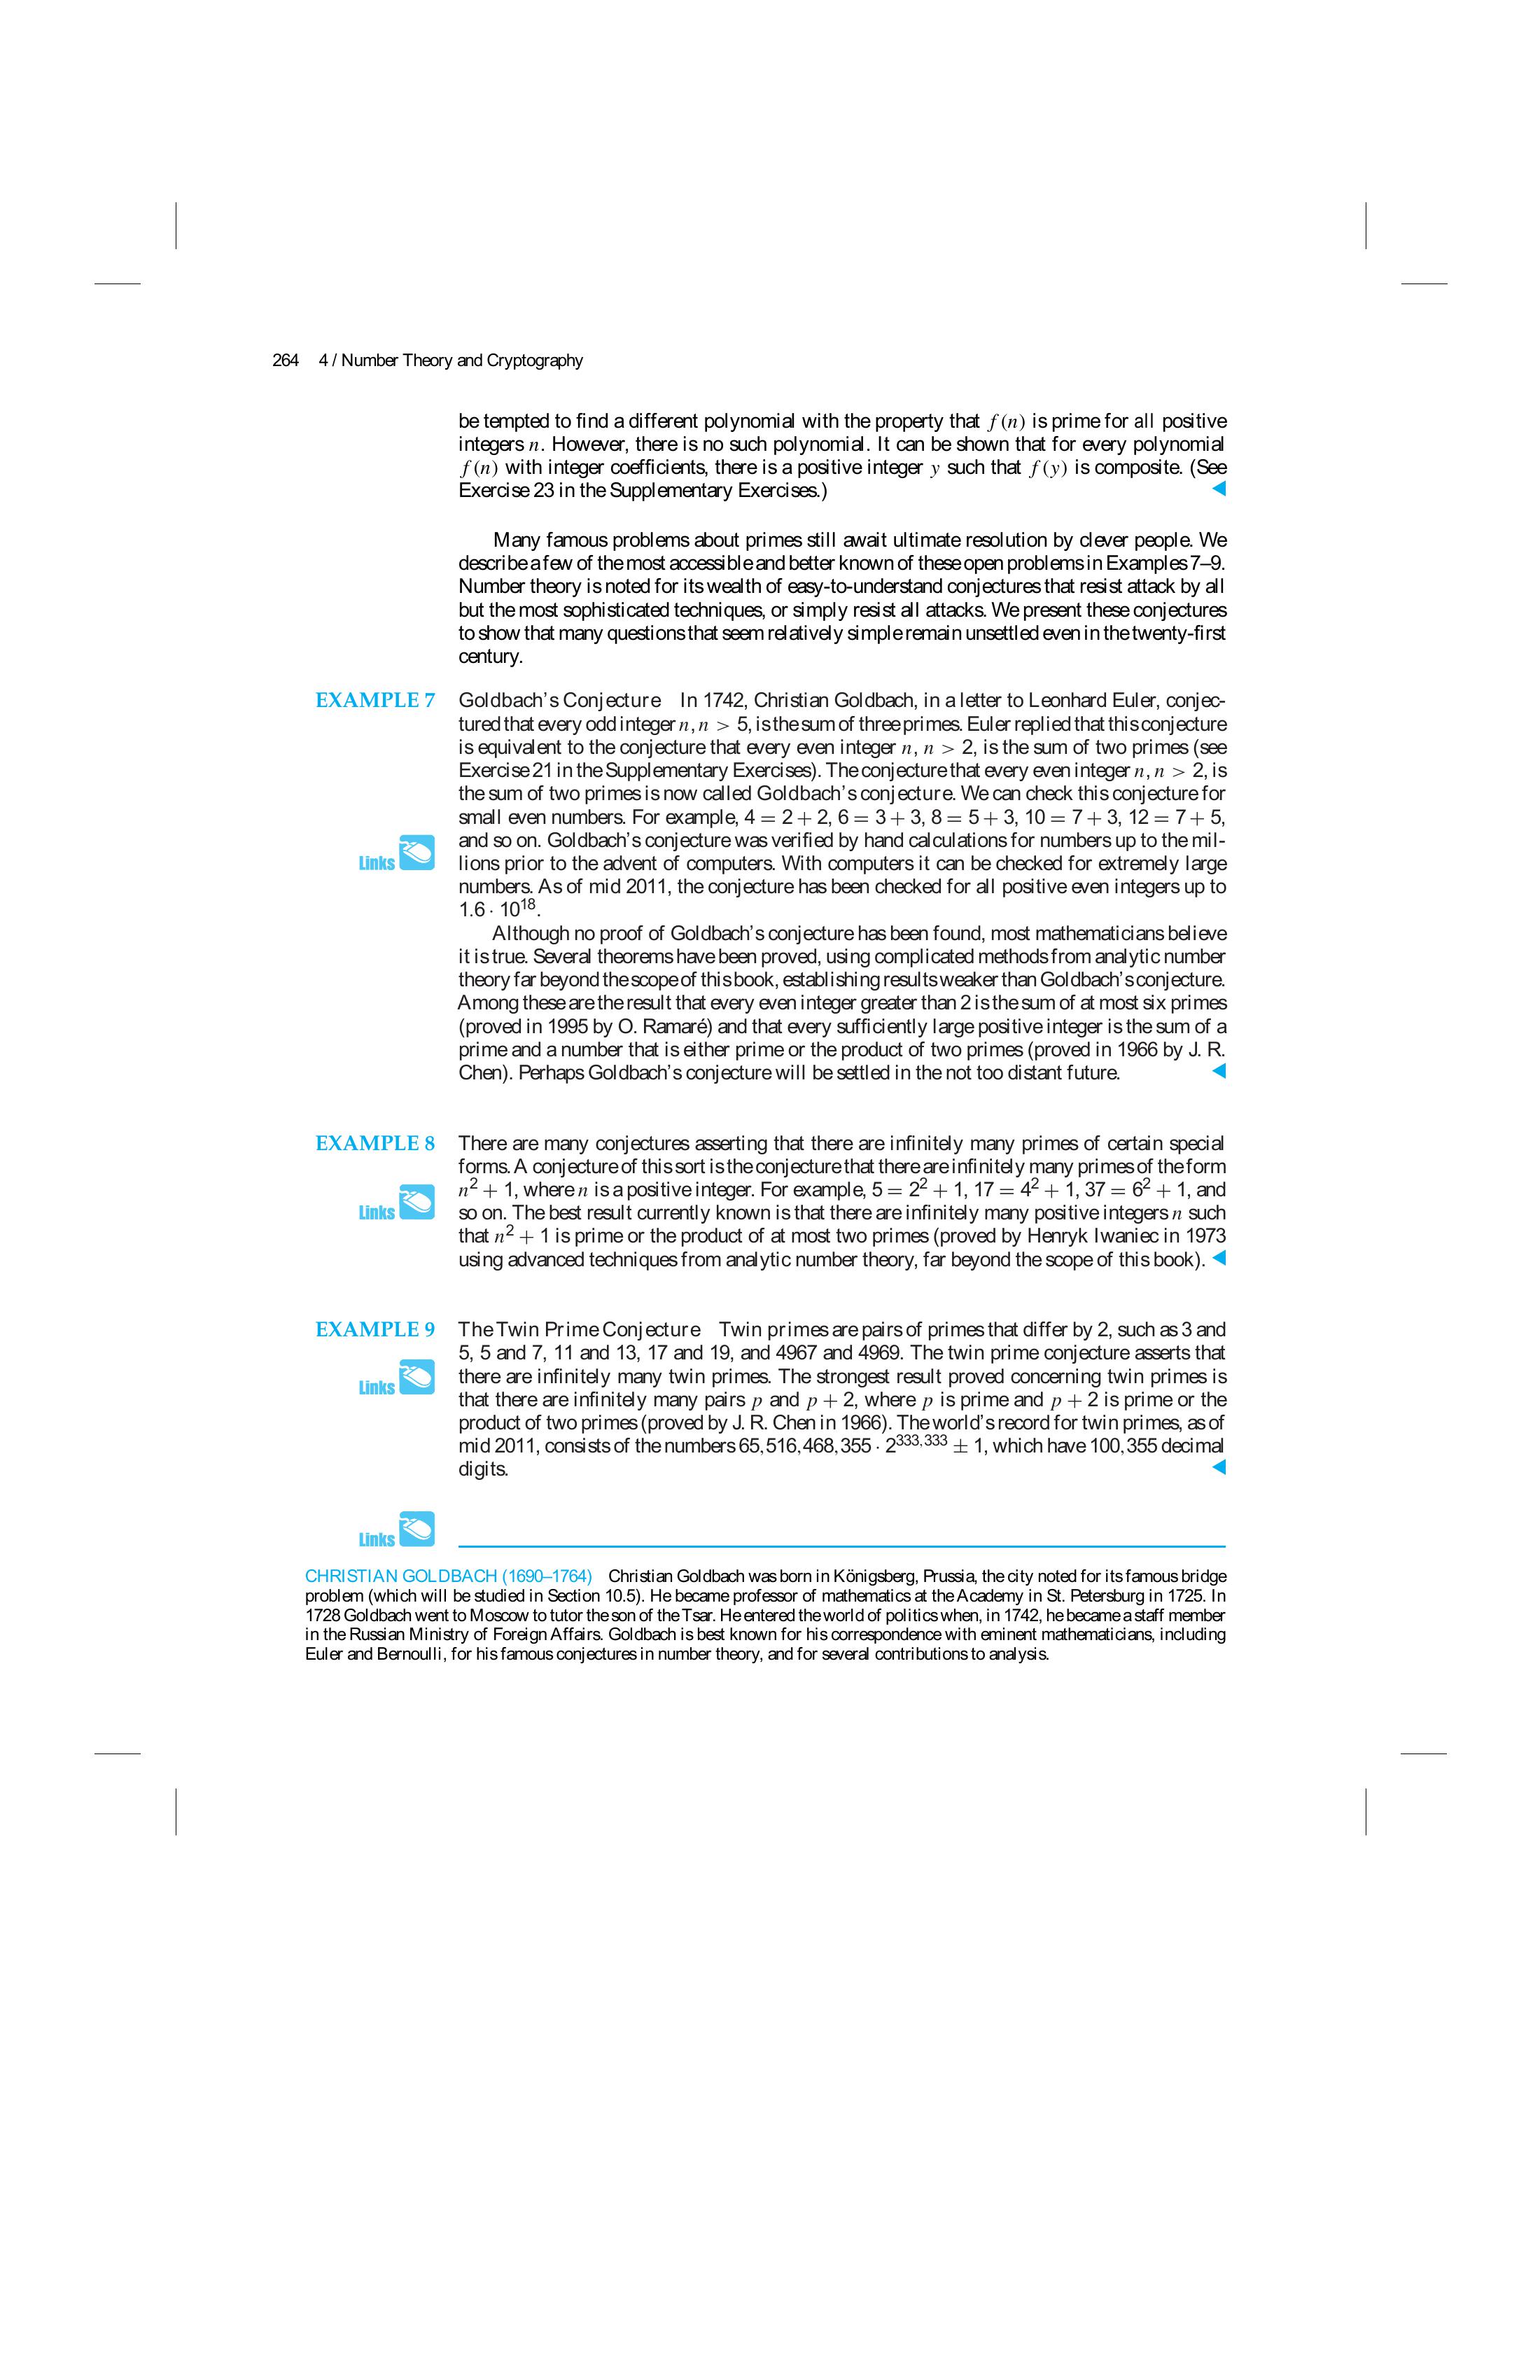 264 4 / Number Theory and Cryptography
be tempted to find a different polynomial with the property that f (n) is prime for all positive
integers n. However, there is no such polynomial. It can be shown that for every polynomial
f (n) with integer coefficients, there is a positive integer y such that f (y) is composite. (See
Exercise 23 in the Supplementary Exercises.)
Many famous problems about primes still await ultimate resolution by clever people. We
describe a few of the most accessible and better known of these open problems in Examples 7–9.
Number theory is noted for its wealth of easy-to-understand conjectures that resist attack by all
but the most sophisticated techniques, or simply resist all attacks. We present these conjectures
to show that many questions that seem relatively simple remain unsettled even in the twenty-first
century.
EXAMPLE 7 Goldbach's Conjecture In 1742, Christian Goldbach, in a letter to Leonhard Euler, conjec-
tured that every odd integer n, n > 5, is the sum of three primes. Euler replied that this conjecture
is equivalent to the conjecture that every even integer n, n > 2, is the sum of two primes (see
Exercise 21 in the Supplementary Exercises). The conjecture that every even integer n, n > 2, is
the sum of two primes is now called Goldbach's conjecture. We can check this conjecture for
small even numbers. For example, 4 = 2 + 2, 6 = 3 + 3, 8 = 5 + 3, 10 = 7 + 3, 12 = 7 + 5,
and so on. Goldbach's conjecture was verified by hand calculations for numbers up to the mil-
Links lions prior to the advent of computers. With computers it can be checked for extremely large
numbers. As of mid 2011, the conjecture has been checked for all positive even integers up to
1.6 · 10¹⁸.
Although no proof of Goldbach's conjecture has been found, most mathematicians believe
it is true. Several theorems have been proved, using complicated methods from analytic number
theory far beyond the scope of this book, establishing results weaker than Goldbach's conjecture.
Among these are the result that every even integer greater than 2 is the sum of at most six primes
(proved in 1995 by O. Ramaré) and that every sufficiently large positive integer is the sum of a
prime and a number that is either prime or the product of two primes (proved in 1966 by J. R.
Chen). Perhaps Goldbach's conjecture will be settled in the not too distant future.
EXAMPLE 8 There are many conjectures asserting that there are infinitely many primes of certain special
forms. A conjecture of this sort is the conjecture that there are infinitely many primes of the form
n² + 1, where n is a positive integer. For example, 5 = 2² + 1, 17 = 4² + 1, 37 = 6² + 1, and
Links so on. The best result currently known is that there are infinitely many positive integers n such
that n² + 1 is prime or the product of at most two primes (proved by Henryk Iwaniec in 1973
using advanced techniques from analytic number theory, far beyond the scope of this book).
EXAMPLE 9 The Twin Prime Conjecture Twin primes are pairs of primes that differ by 2, such as 3 and
5, 5 and 7, 11 and 13, 17 and 19, and 4967 and 4969. The twin prime conjecture asserts that
Links there are infinitely many twin primes. The strongest result proved concerning twin primes is
that there are infinitely many pairs p and p + 2, where p is prime and p + 2 is prime or the
product of two primes (proved by J. R. Chen in 1966). The world's record for twin primes, as of
mid 2011, consists of the numbers 65,516,468,355 · 2³³³'³³³ ± 1, which have 100,355 decimal
digits.
Links
CHRISTIAN GOLDBACH (1690–1764) Christian Goldbach was born in Königsberg, Prussia, the city noted for its famous bridge
problem (which will be studied in Section 10.5). He became professor of mathematics at the Academy in St. Petersburg in 1725. In
1728 Goldbach went to Moscow to tutor the son of the Tsar. He entered the world of politics when, in 1742, he became a staff member
in the Russian Ministry of Foreign Affairs. Goldbach is best known for his correspondence with eminent mathematicians, including
Euler and Bernoulli, for his famous conjectures in number theory, and for several contributions to analysis.